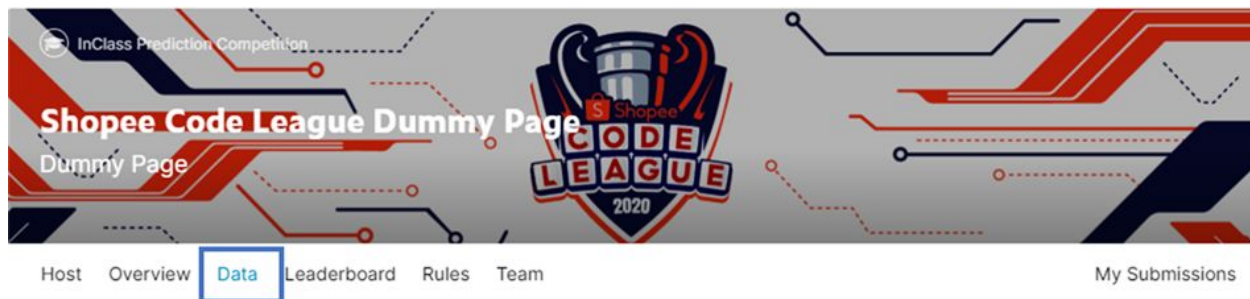 InClass Prediction Competition
Shopee Code League Dummy Page
Dummy Page
S Shopee
CODE
LEAGUE
2020
Host Overview Data Leaderboard Rules Team My Submissions